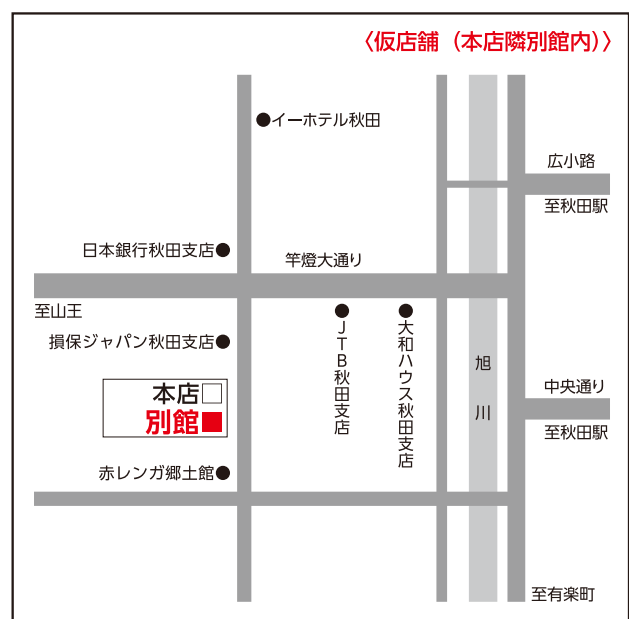 〈仮店舗（本店隣別館内）〉
●イーホテル秋田
広小路
至秋田駅
日本銀行秋田支店●
竿燈大通り
至山王
損保ジャパン秋田支店●
JTB秋田支店
大和ハウス秋田支店
旭川
本店□
別館■
中央通り
至秋田駅
赤レンガ郷土館●
至有楽町